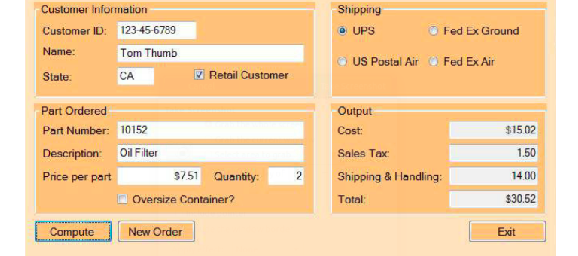 Customer Information
Customer ID: 123-45-6789
Name: Tom Thumb
State: CA Retail Customer
Shipping
UPS Fed Ex Ground
US Postal Air Fed Ex Air
Part Ordered
Part Number: 10152
Description: Oil Filter
Price per part $7.51 Quantity: 2
Oversize Container?
Output
Cost: $15.02
Sales Tax: 1.50
Shipping & Handling: 14.00
Total: $30.52
Compute New Order Exit